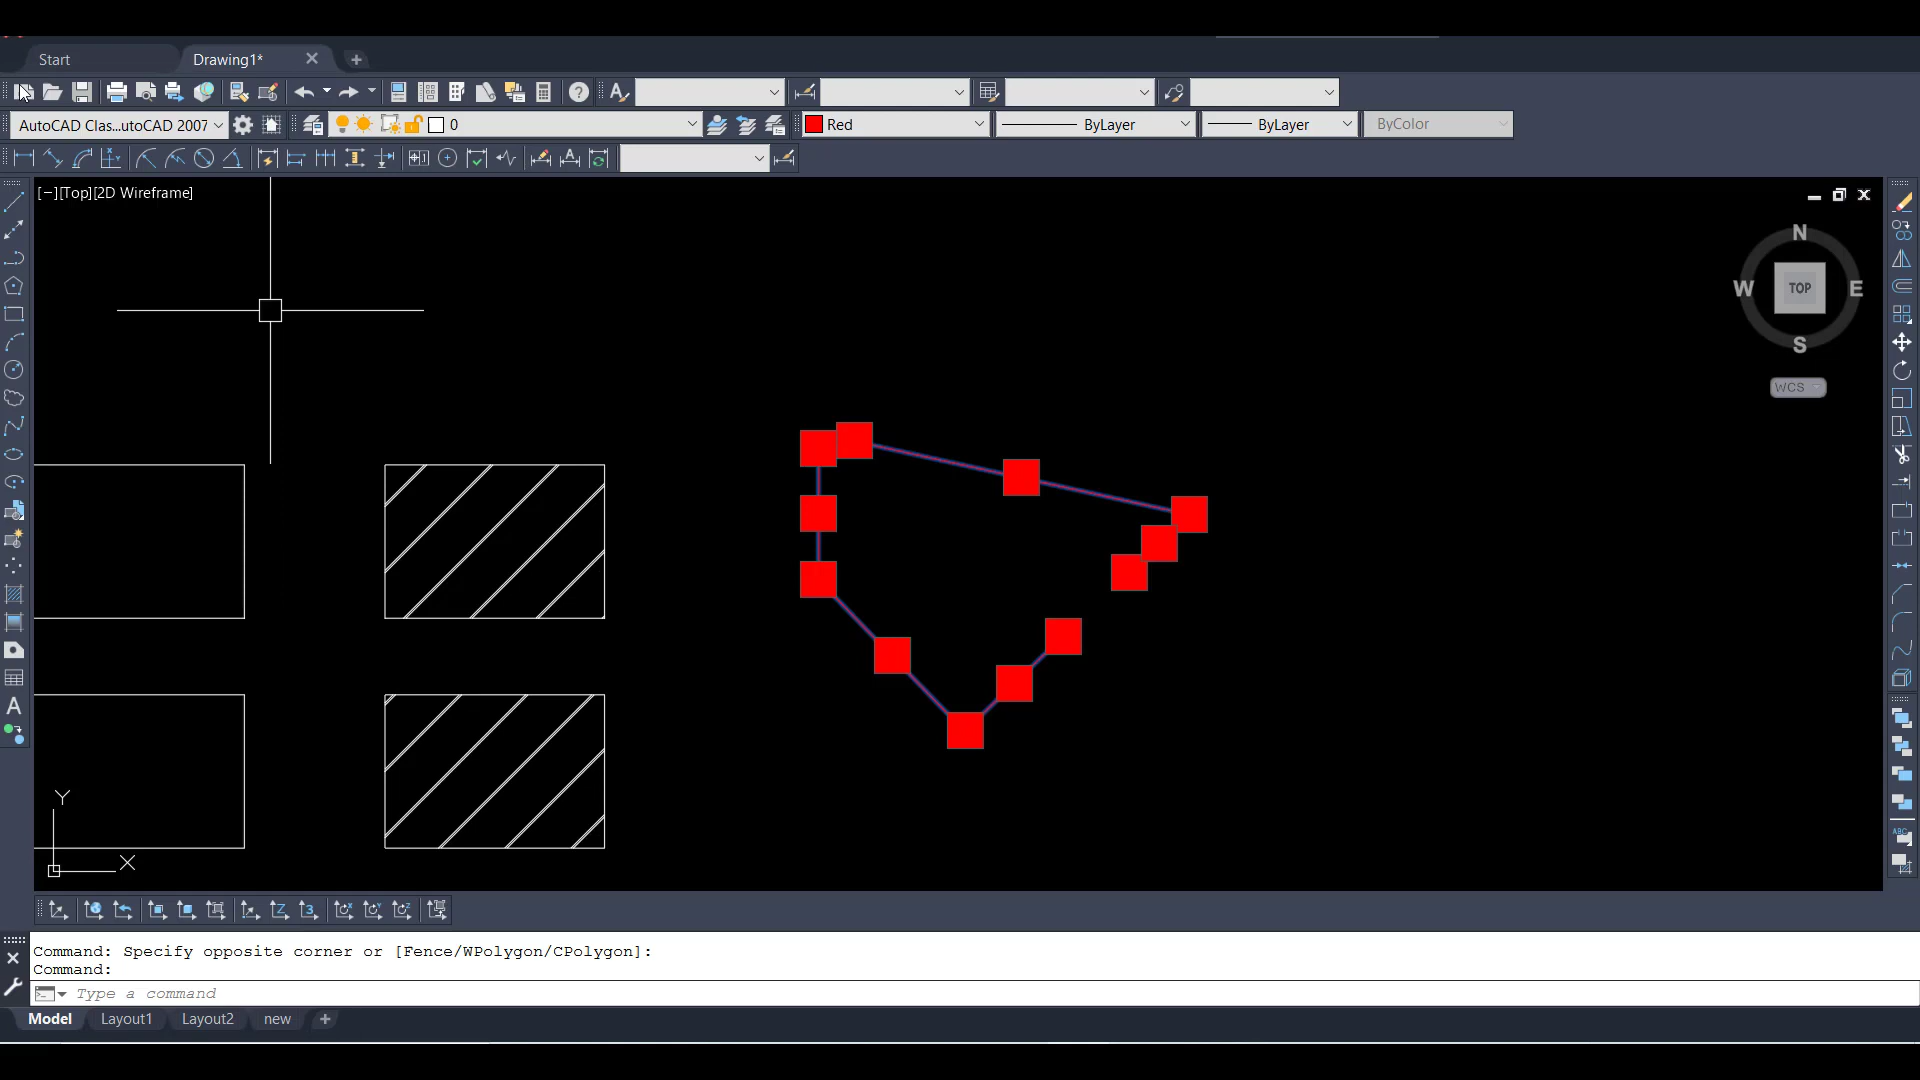 Start
Drawing1*
AutoCAD Clas...utoCAD 2007
0
Red
ByLayer
ByLayer
ByColor
[−][Top][2D Wireframe]
N
W
TOP
E
S
WCS
A
Y
X
Command: Specify opposite corner or [Fence/WPolygon/CPolygon]:
Command:
Type a command
Model
Layout1
Layout2
new